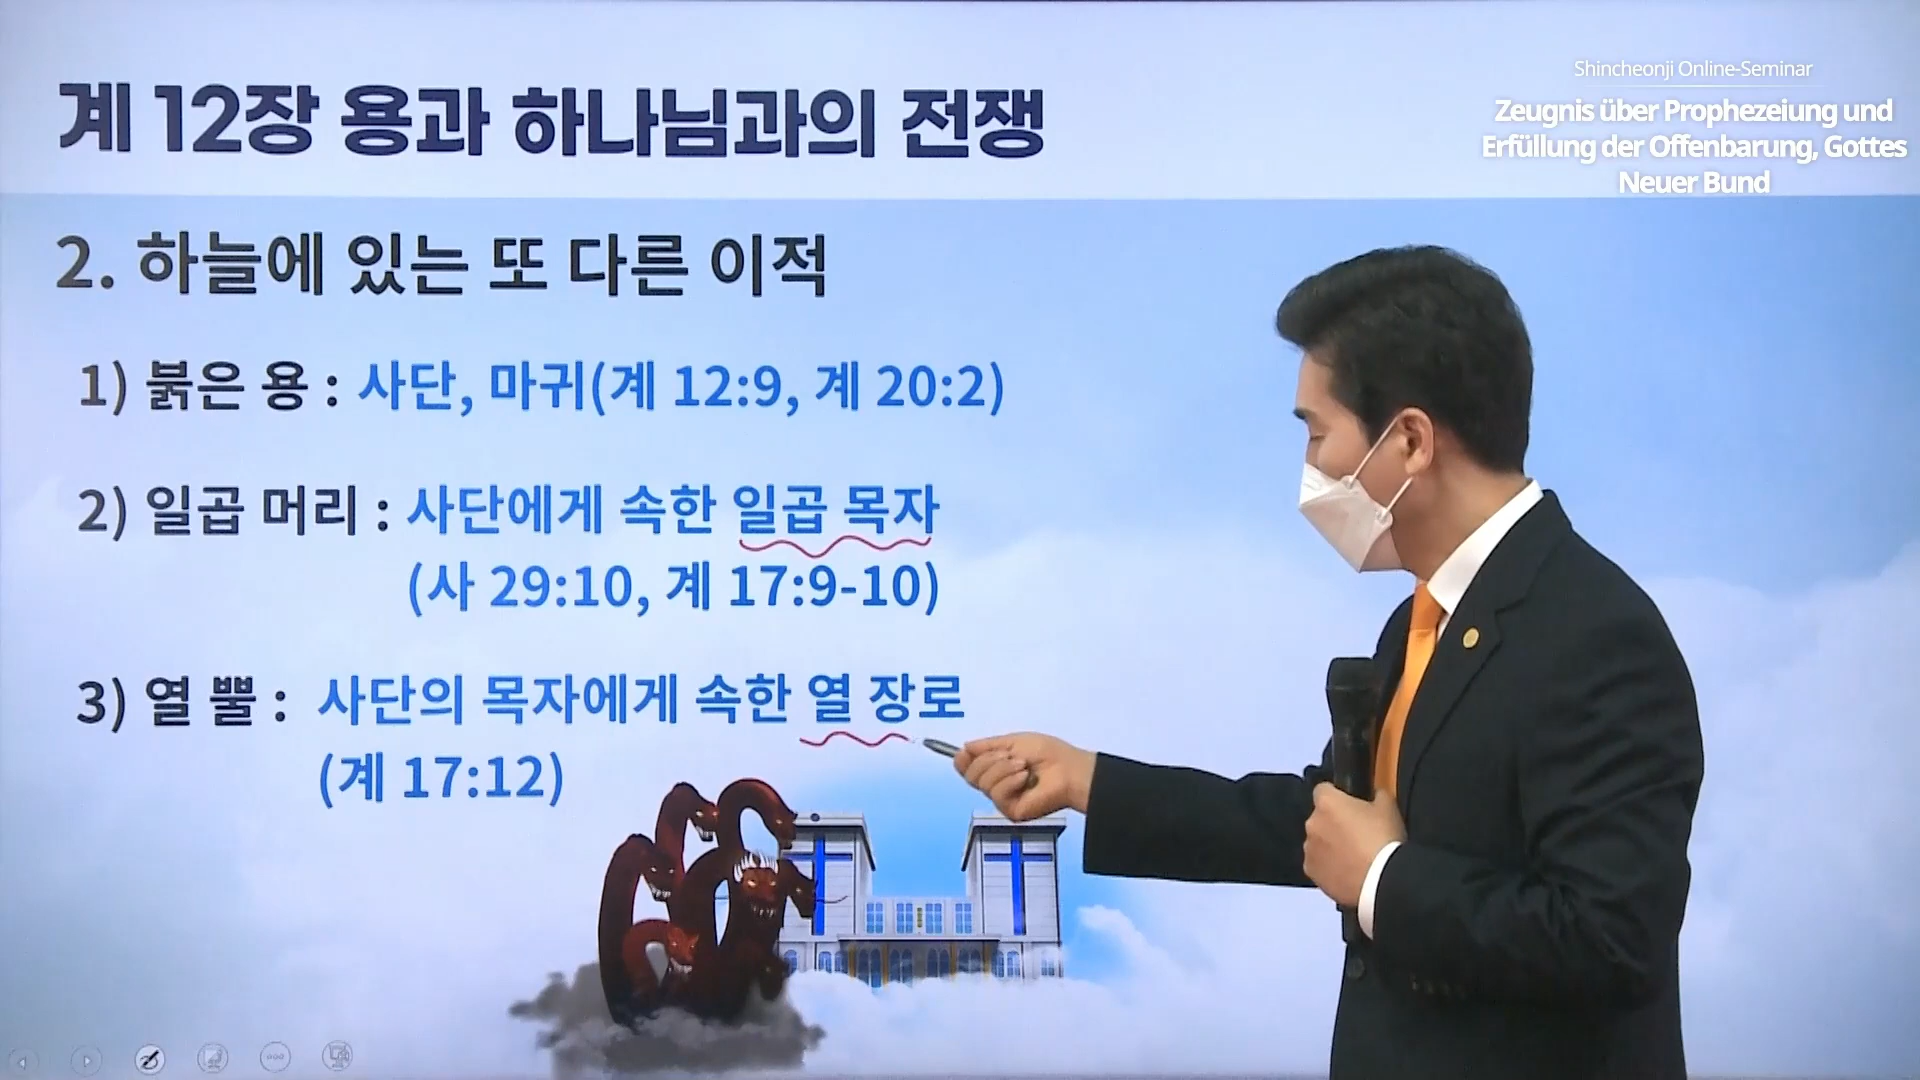 계 12장 용과 하나님과의 전쟁
Shincheonji Online-Seminar
Zeugnis über Prophezeiung und
Erfüllung der Offenbarung, Gottes
Neuer Bund
2. 하늘에 있는 또 다른 이적
1) 붉은 용 : 사단, 마귀(계 12:9, 계 20:2)
2) 일곱 머리 : 사단에게 속한 일곱 목자
(사 29:10, 계 17:9-10)
3) 열 뿔 : 사단의 목자에게 속한 열 장로
(계 17:12)